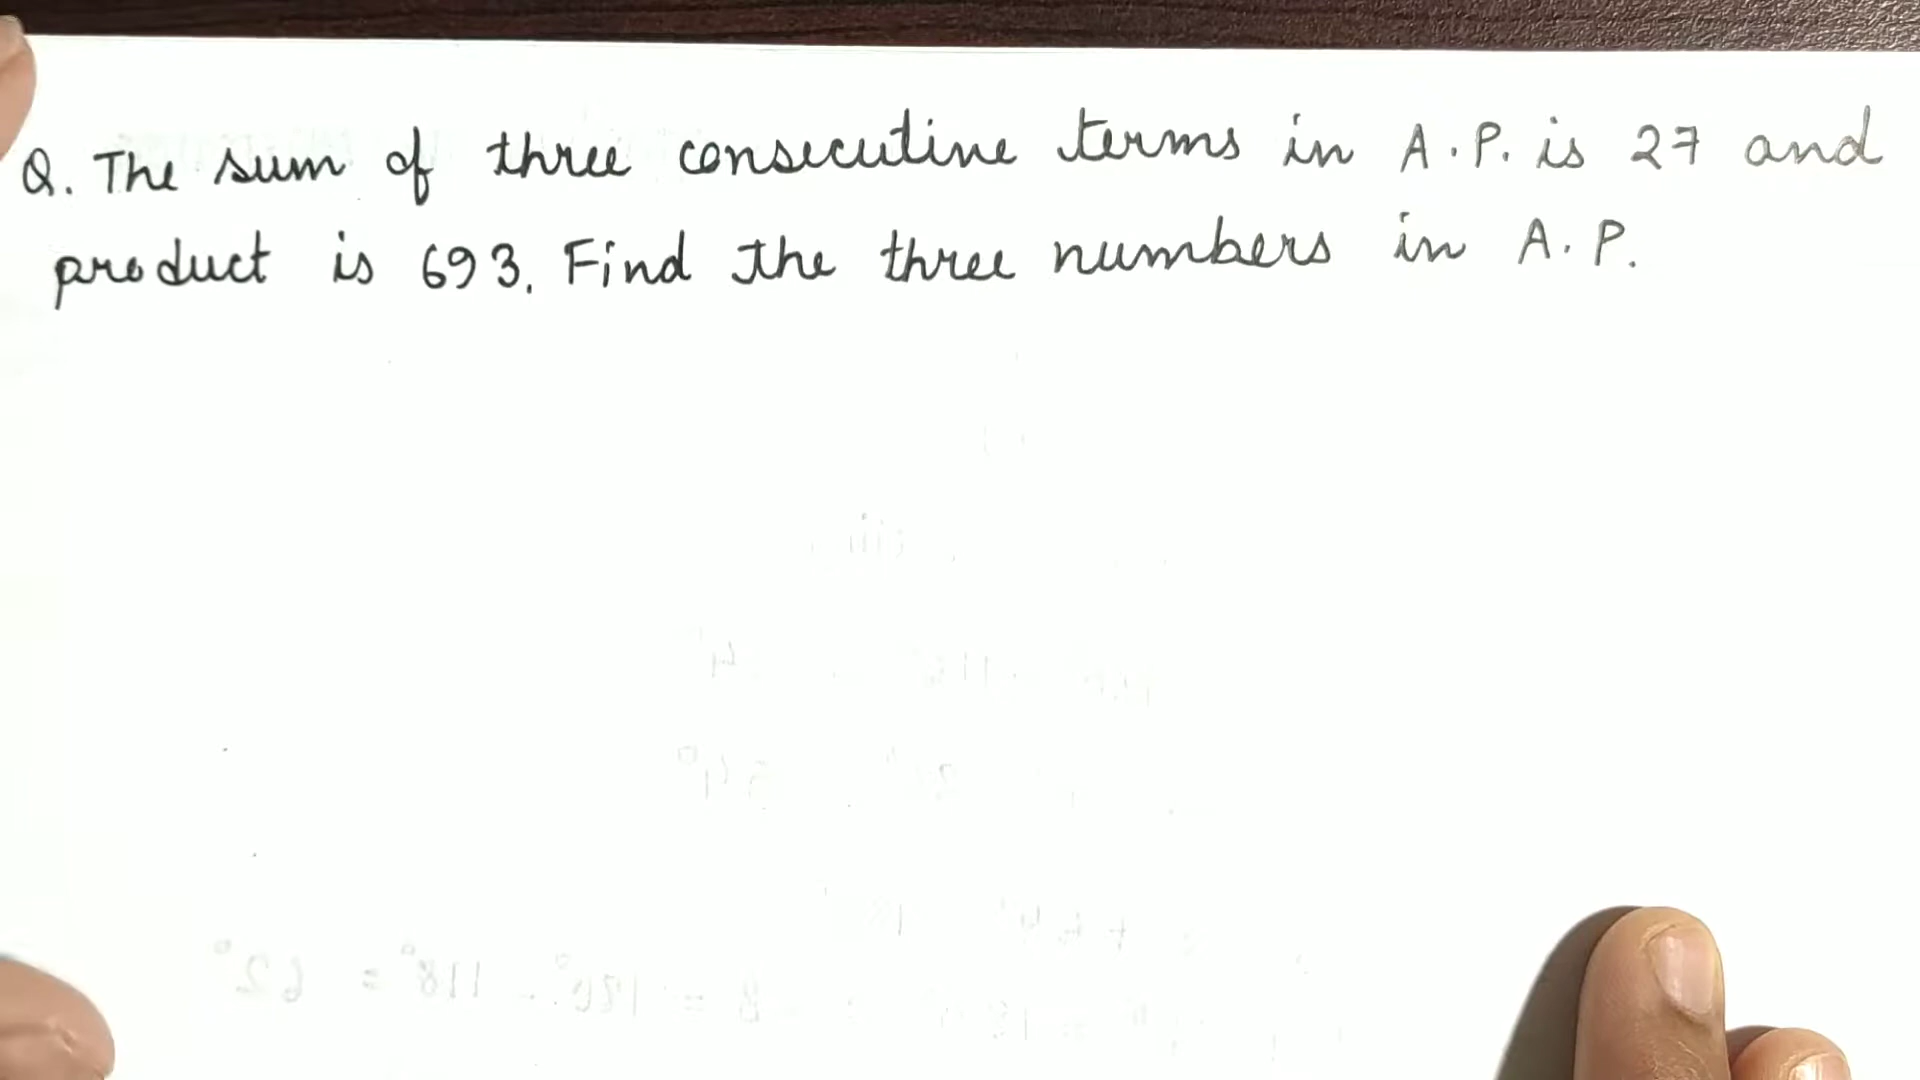 Q. The sum of three consecutive terms in A.P. is 27 and
product is 693. Find the three numbers in A.P.